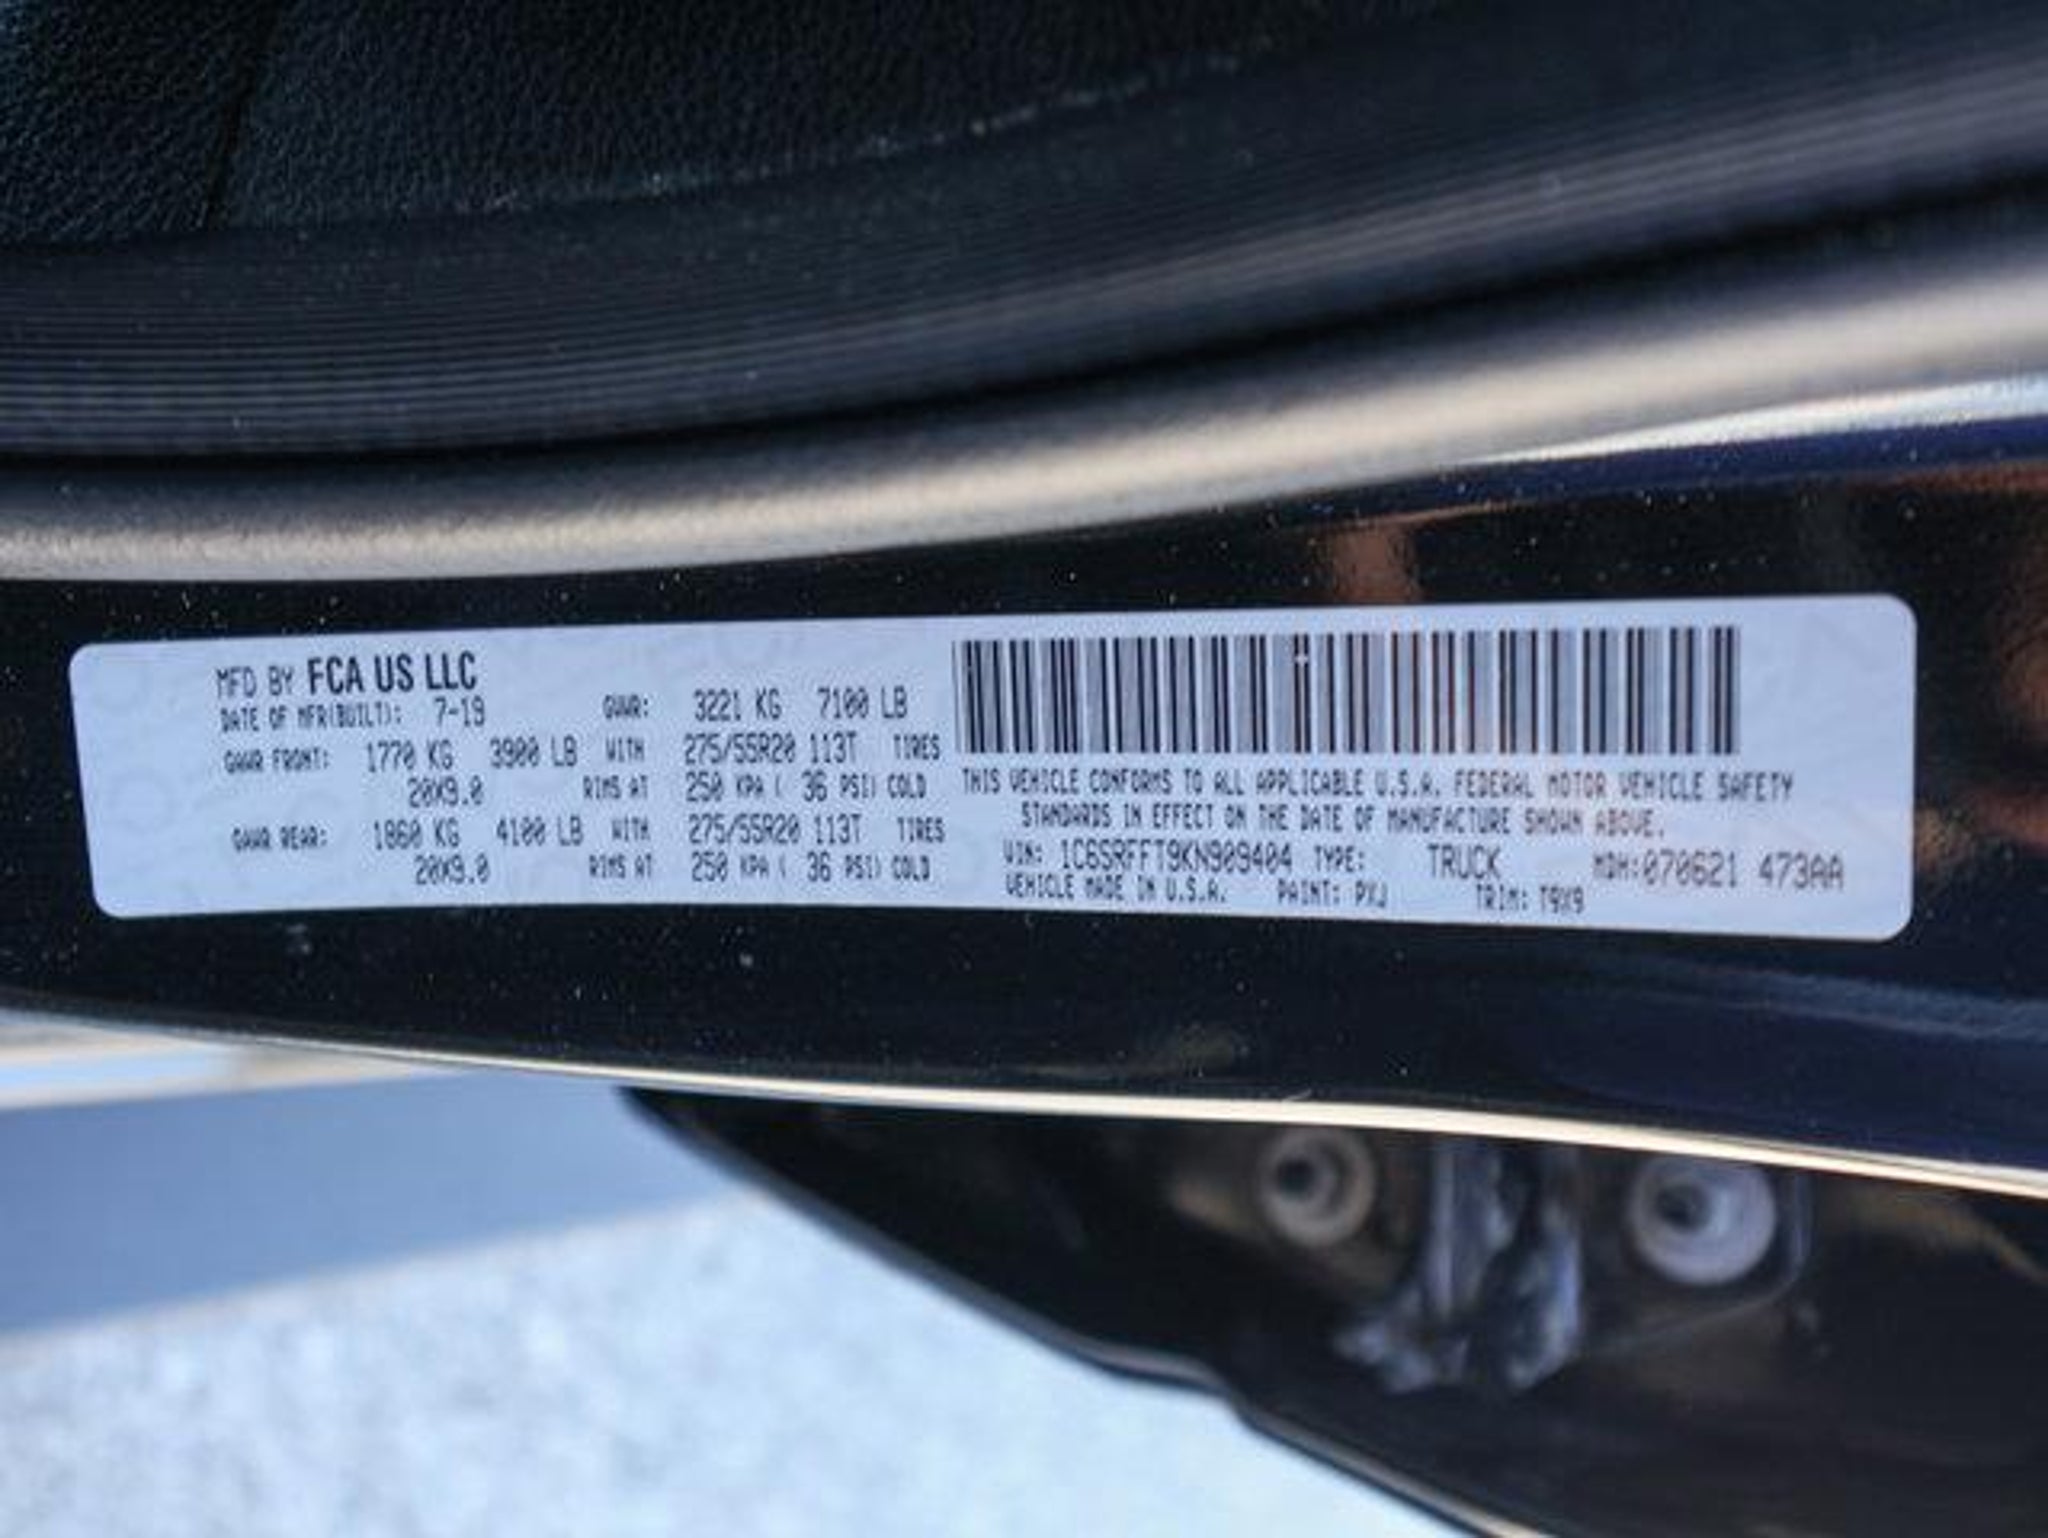 MFD BY FCA US LLC
DATE OF MFR(BUILT): 7-19 GVWR: 3221 KG 7100 LB
GAWR FRONT: 1770 KG 3900 LB WITH 275/55R20 113T TIRES
20X9.0 RIMS AT 250 KPA ( 36 PSI) COLD
GAWR REAR: 1860 KG 4100 LB WITH 275/55R20 113T TIRES
20X9.0 RIMS AT 250 KPA ( 36 PSI) COLD
THIS VEHICLE CONFORMS TO ALL APPLICABLE U.S.A. FEDERAL MOTOR VEHICLE SAFETY
STANDARDS IN EFFECT ON THE DATE OF MANUFACTURE SHOWN ABOVE.
VIN: 1C6SRFFT9KN909404 TYPE: TRUCK MDH:070621 473AA
VEHICLE MADE IN U.S.A. PAINT: PXJ TRIM: T9X9